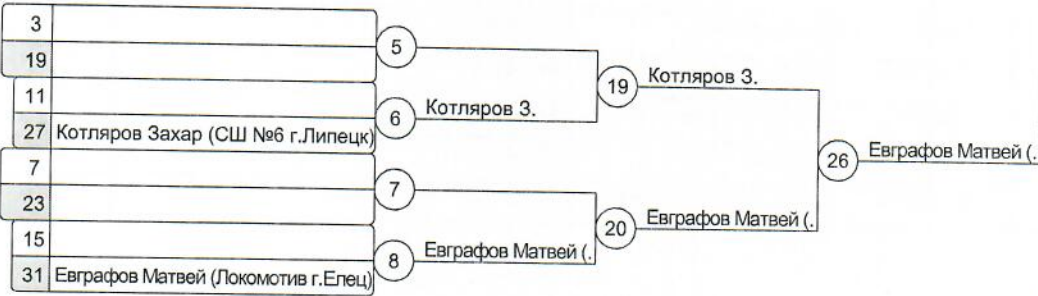 3
5
19
11
Котляров З.
19
Котляров З.
6
27 Котляров Захар (СШ №6 г.Липецк)
7
26
Евграфов Матвей (.
7
23
15
Евграфов Матвей (.
20
Евграфов Матвей (.
8
31 Евграфов Матвей (Локомотив г.Елец)